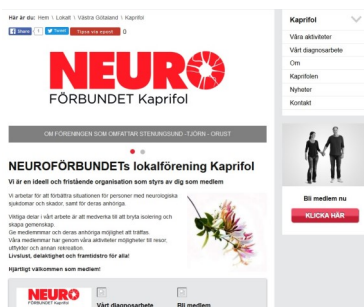 Här är du: Hem \ Lokalt \ Västra Götaland \ Kaprifol
Share
Tweet
Tipsa via epost
0
NEURO
FÖRBUNDET Kaprifol
OM FÖRENINGEN SOM OMFATTAR STENUNGSUND -TJÖRN - ORUST
NEUROFÖRBUNDETs lokalförening Kaprifol
Vi är en ideell och fristående organisation som styrs av dig som medlem
Vi arbetar för att förbättra situationen för personer med neurologiska
sjukdomar och skador, samt för deras anhöriga.
Viktiga delar i vårt arbete är att medverka till att bryta isolering och
skapa gemenskap.
Ge medlemmar och deras anhöriga möjlighet att träffas.
Våra medlemmar har genom våra aktiviteter möjligheter till resor,
utflykter och annan rekreation.
Livslust, delaktighet och framtidstro för alla!
Hjärtligt välkommen som medlem!
NEURO
FÖRBUNDET Kaprifol
Vårt diagnosarbete
Bli medlem
Kaprifol
Våra aktiviteter
Vårt diagnosarbete
Om
Kaprifolen
Nyheter
Kontakt
Bli medlem nu
KLICKA HÄR